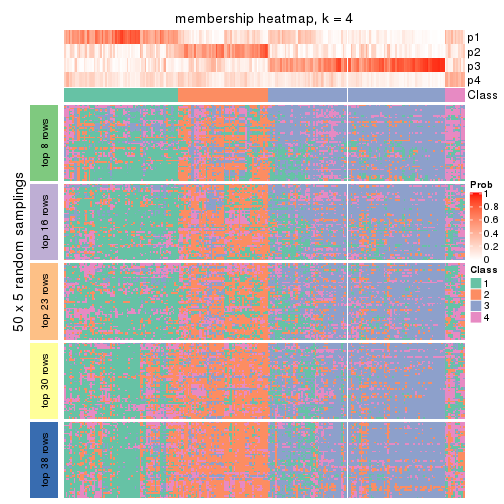 membership heatmap, k = 4
p1
p2
p3
p4
Class
50 x 5 random samplings
top 8 rows
top 16 rows
top 23 rows
top 30 rows
top 38 rows
Prob
1
0.8
0.6
0.4
0.2
0
Class
1
2
3
4